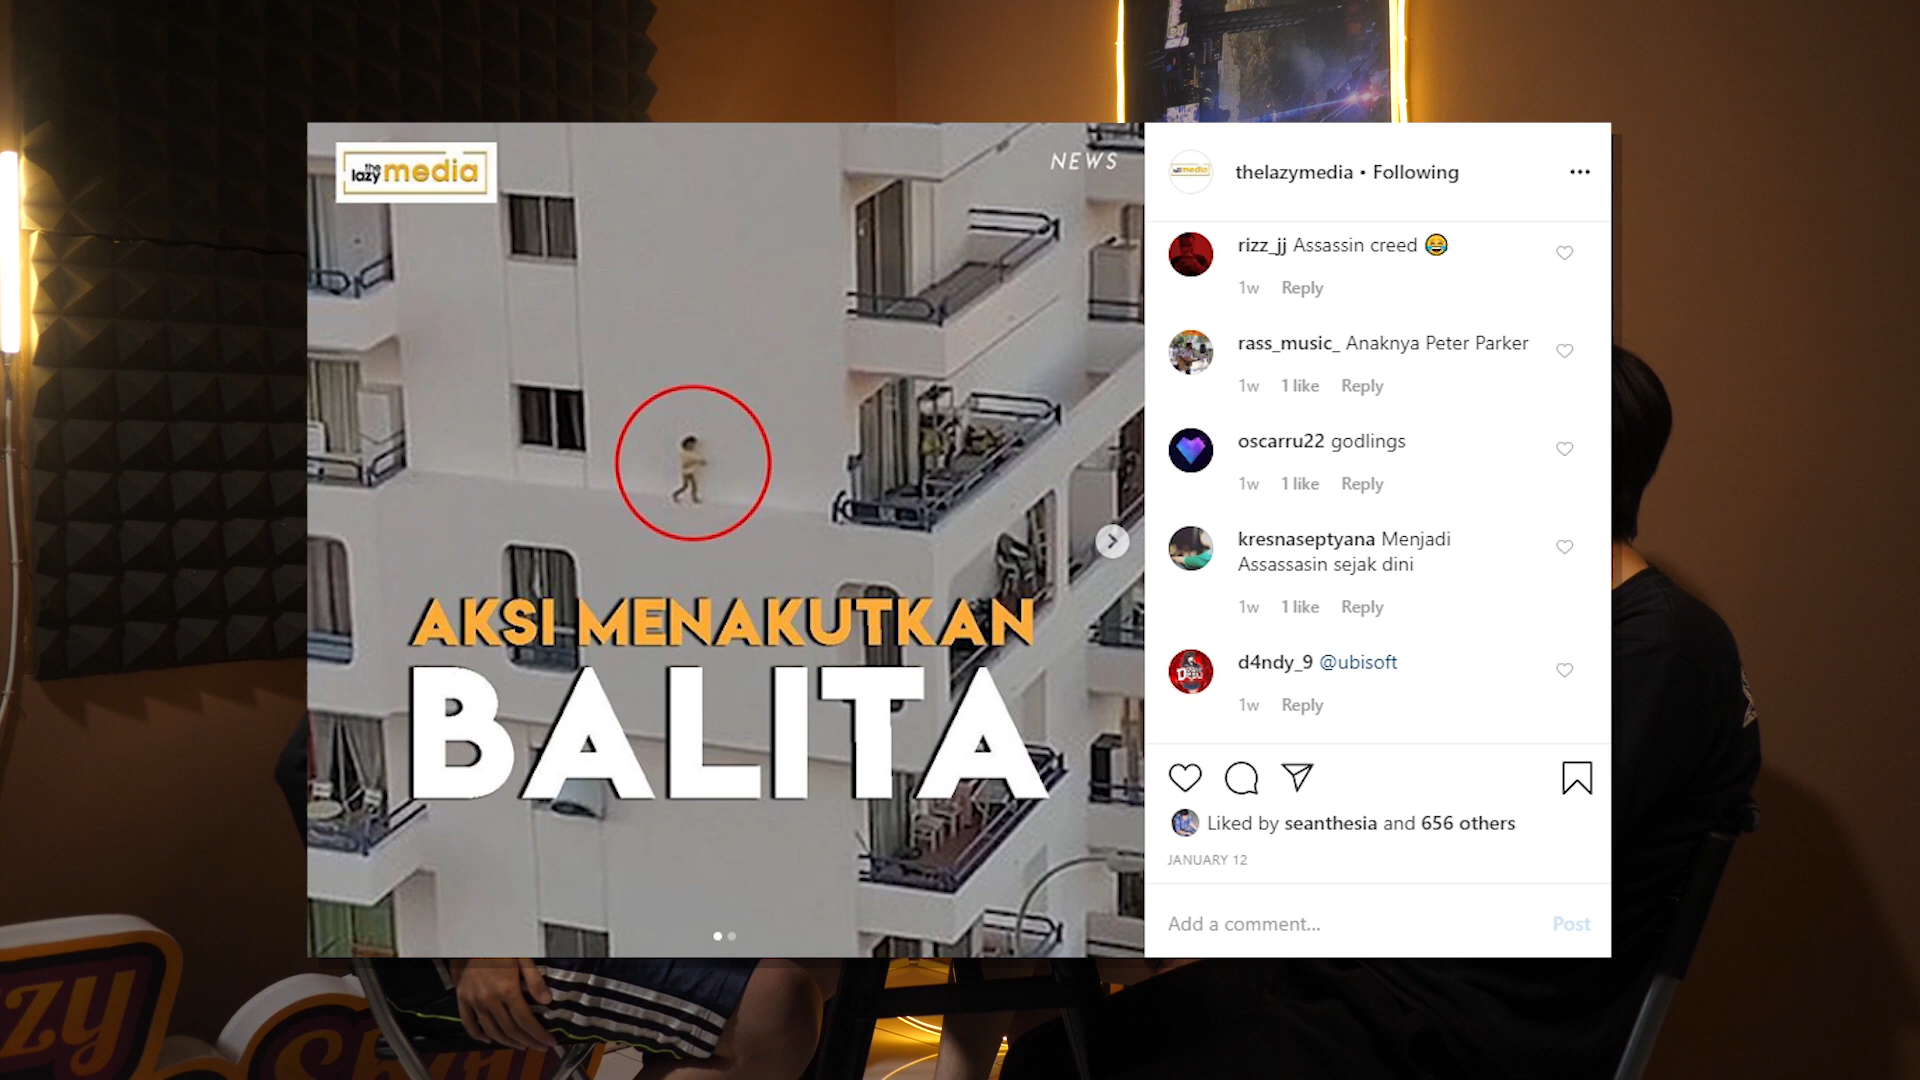 the
lazy media
NEWS
AKSI MENAKUTKAN
BALITA
thelazymedia • Following
rizz_jj Assassin creed 😂
1w Reply
rass_music_ Anaknya Peter Parker
1w 1 like Reply
oscarru22 godlings
1w 1 like Reply
kresnaseptyana Menjadi
Assassasin sejak dini
1w 1 like Reply
d4ndy_9 @ubisoft
1w Reply
Liked by seanthesia and 656 others
JANUARY 12
Add a comment... Post